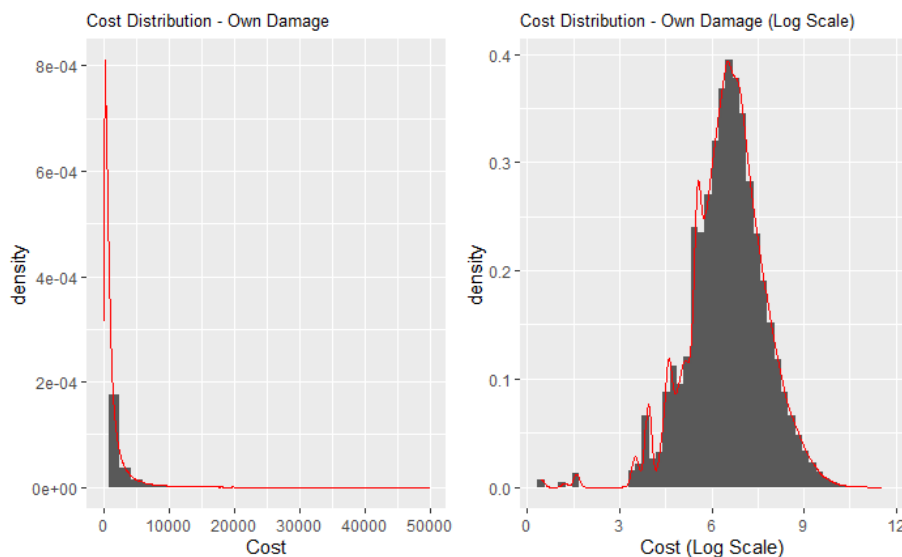 Cost Distribution - Own Damage
8e-04
6e-04
4e-04
2e-04
0e+00
density
0 10000 20000 30000 40000 50000
Cost
Cost Distribution - Own Damage (Log Scale)
0.4
0.3
0.2
0.1
0.0
density
0 3 6 9 12
Cost (Log Scale)